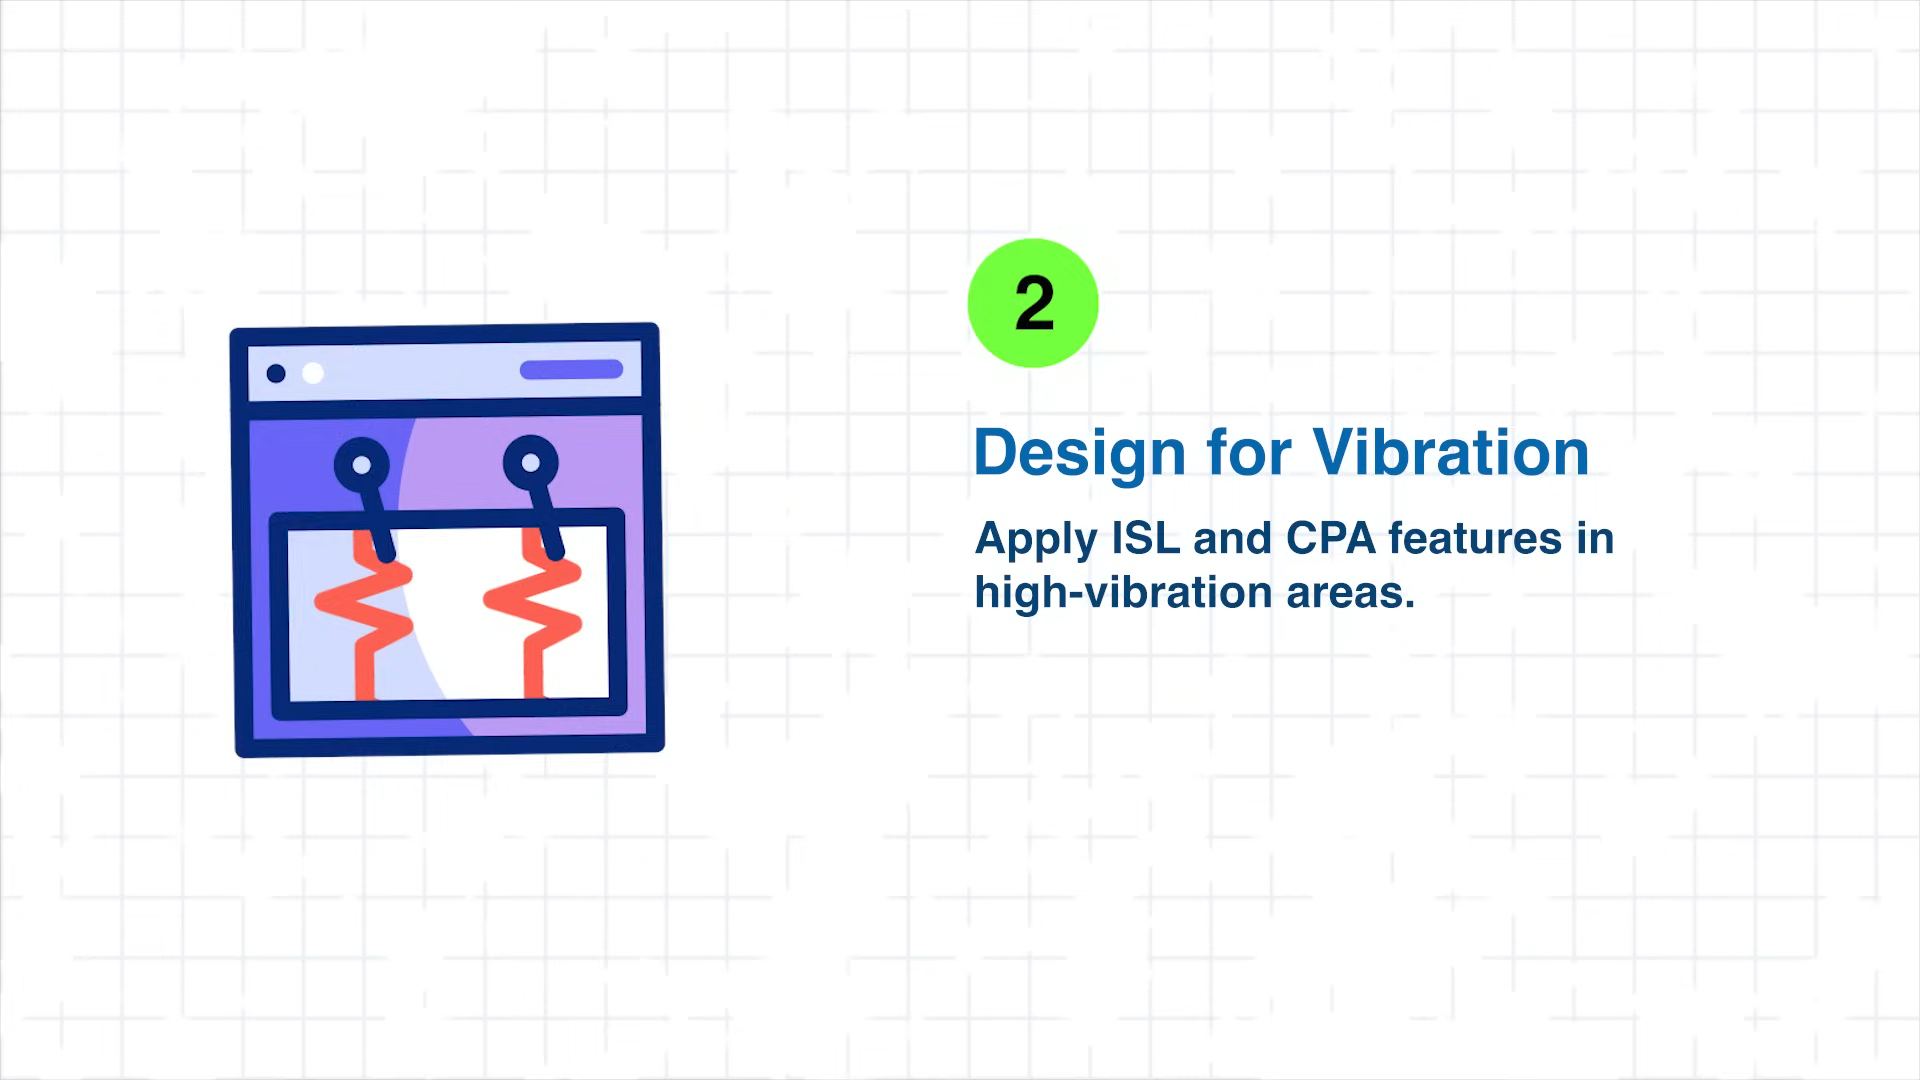 2
Design for Vibration
Apply ISL and CPA features in
high-vibration areas.